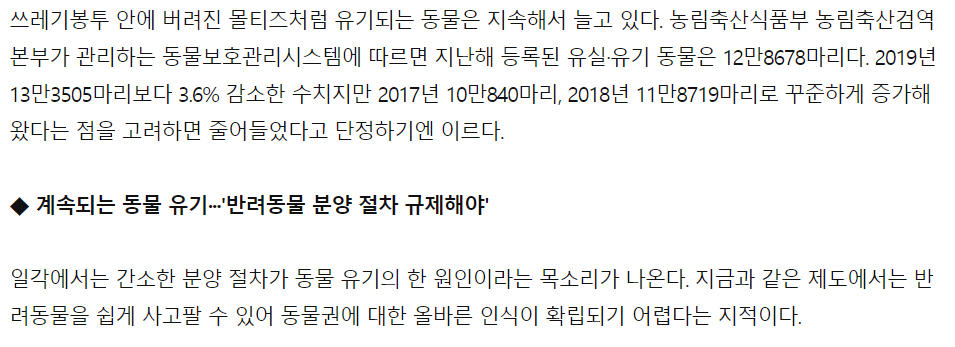 쓰레기봉투 안에 버려진 몰티즈처럼 유기되는 동물은 지속해서 늘고 있다. 농림축산식품부 농림축산검역
본부가 관리하는 동물보호관리시스템에 따르면 지난해 등록된 유실·유기 동물은 12만8678마리다. 2019년
13만3505마리보다 3.6% 감소한 수치지만 2017년 10만840마리, 2018년 11만8719마리로 꾸준하게 증가해
왔다는 점을 고려하면 줄어들었다고 단정하기엔 이르다.
◆ 계속되는 동물 유기…'반려동물 분양 절차 규제해야'
일각에서는 간소한 분양 절차가 동물 유기의 한 원인이라는 목소리가 나온다. 지금과 같은 제도에서는 반
려동물을 쉽게 사고팔 수 있어 동물권에 대한 올바른 인식이 확립되기 어렵다는 지적이다.